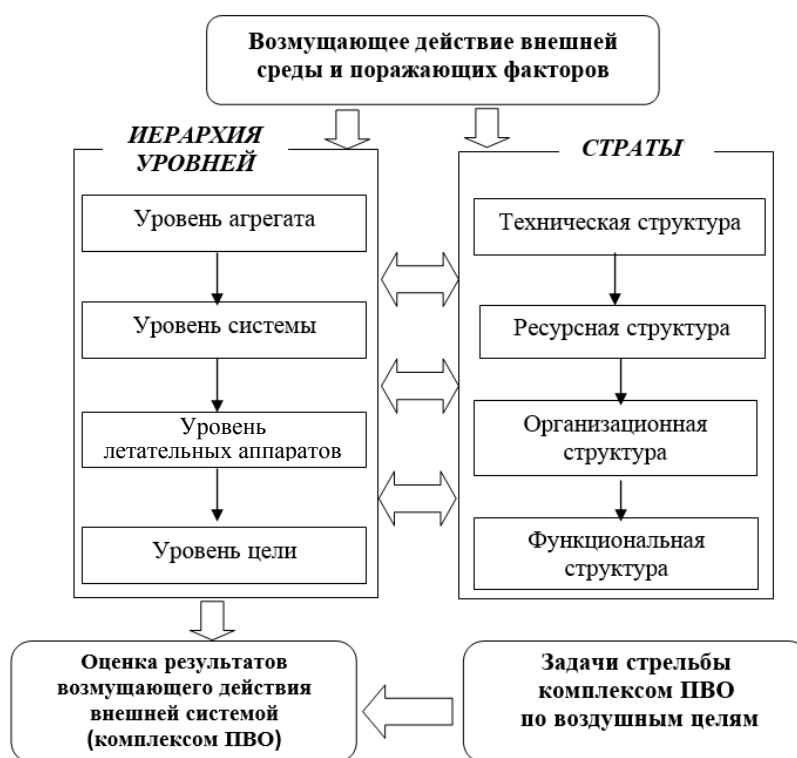 Возмущающее действие внешней
среды и поражающих факторов
ИЕРАРХИЯ
УРОВНЕЙ
Уровень агрегата
Уровень системы
Уровень
летательных аппаратов
Уровень цели
СТРАТЫ
Техническая структура
Ресурсная структура
Организационная
структура
Функциональная
структура
Оценка результатов
возмущающего действия
внешней системой
(комплексом ПВО)
Задачи стрельбы
комплексом ПВО
по воздушным целям